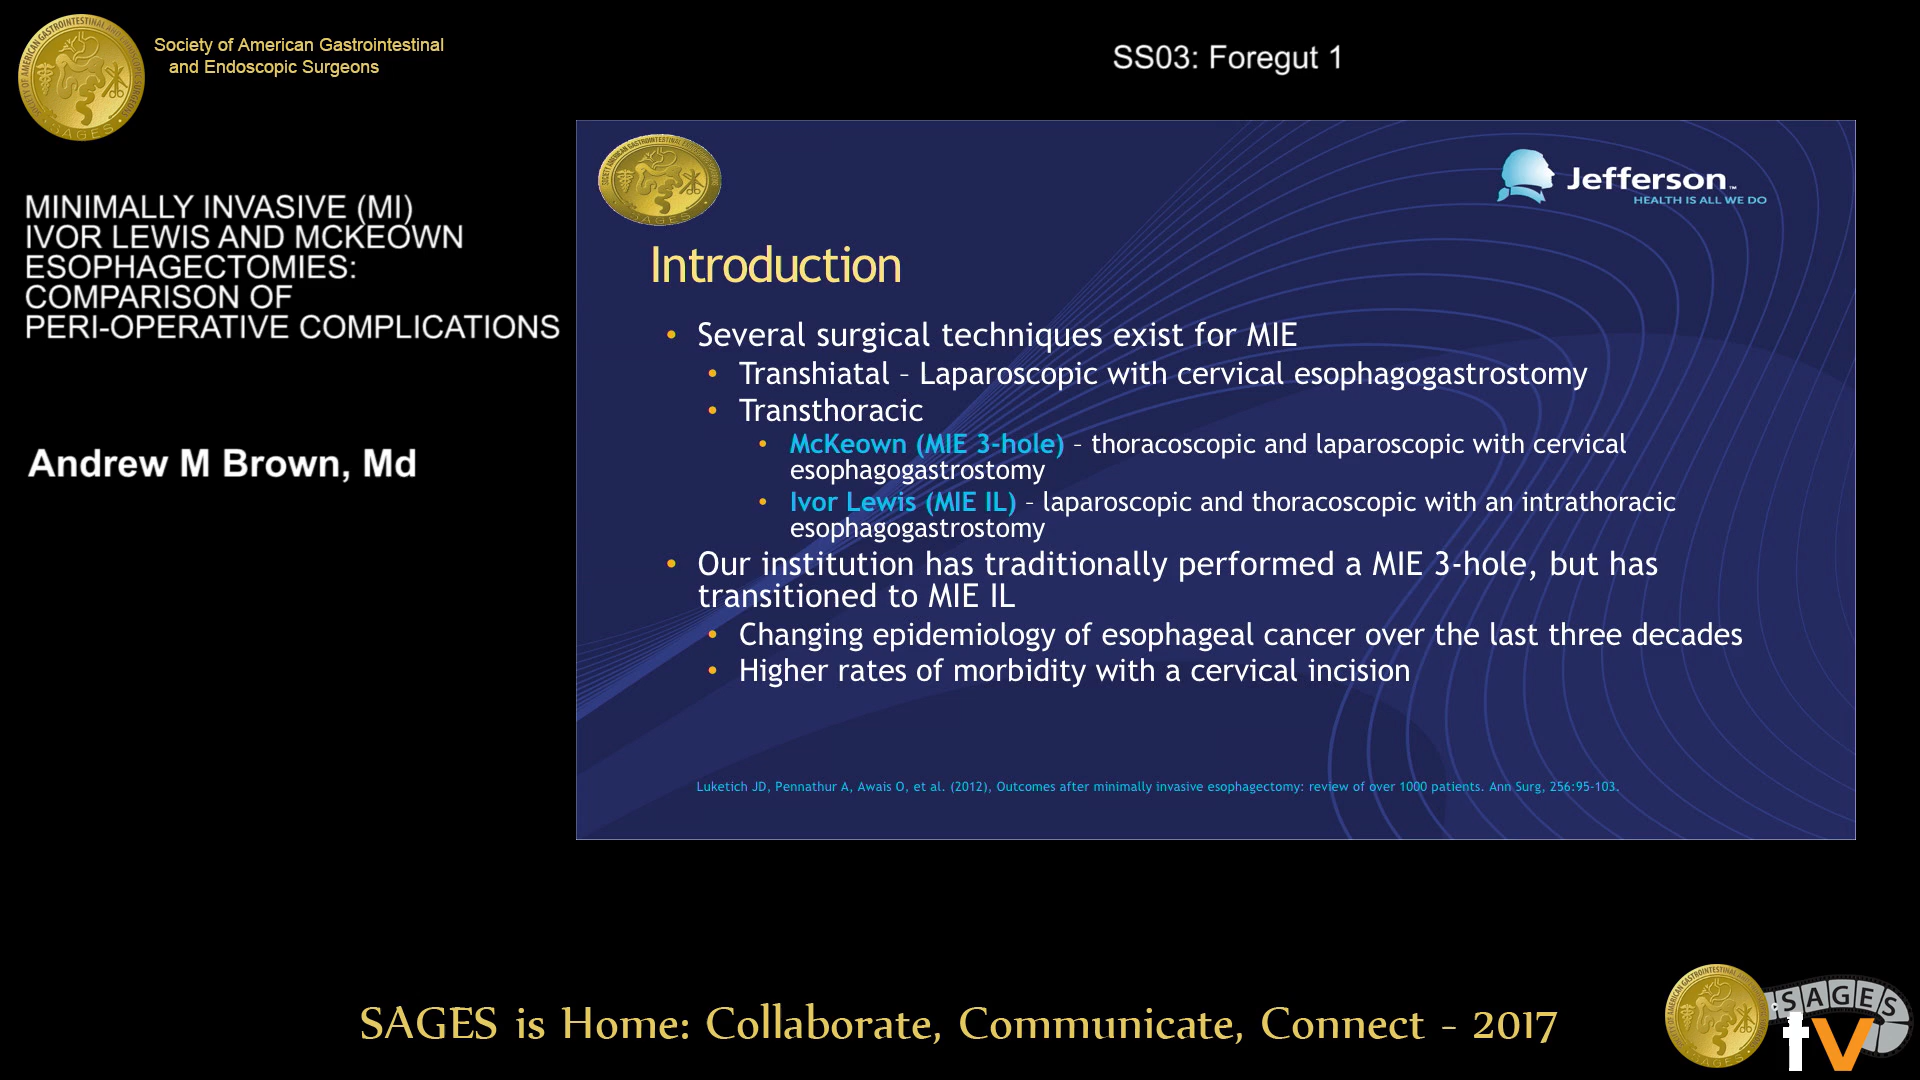 Society of American Gastrointestinal
and Endoscopic Surgeons
SS03: Foregut 1
MINIMALLY INVASIVE (MI)
IVOR LEWIS AND MCKEOWN
ESOPHAGECTOMIES:
COMPARISON OF
PERI-OPERATIVE COMPLICATIONS
Andrew M Brown, Md
Jefferson™
HEALTH IS ALL WE DO
Introduction
• Several surgical techniques exist for MIE
• Transhiatal – Laparoscopic with cervical esophagogastrostomy
• Transthoracic
• McKeown (MIE 3-hole) – thoracoscopic and laparoscopic with cervical
esophagogastrostomy
• Ivor Lewis (MIE IL) – laparoscopic and thoracoscopic with an intrathoracic
esophagogastrostomy
• Our institution has traditionally performed a MIE 3-hole, but has
transitioned to MIE IL
• Changing epidemiology of esophageal cancer over the last three decades
• Higher rates of morbidity with a cervical incision
Luketich JD, Pennathur A, Awais O, et al. (2012), Outcomes after minimally invasive esophagectomy: review of over 1000 patients. Ann Surg, 256:95-103.
SAGES is Home: Collaborate, Communicate, Connect - 2017
SAGES
tv